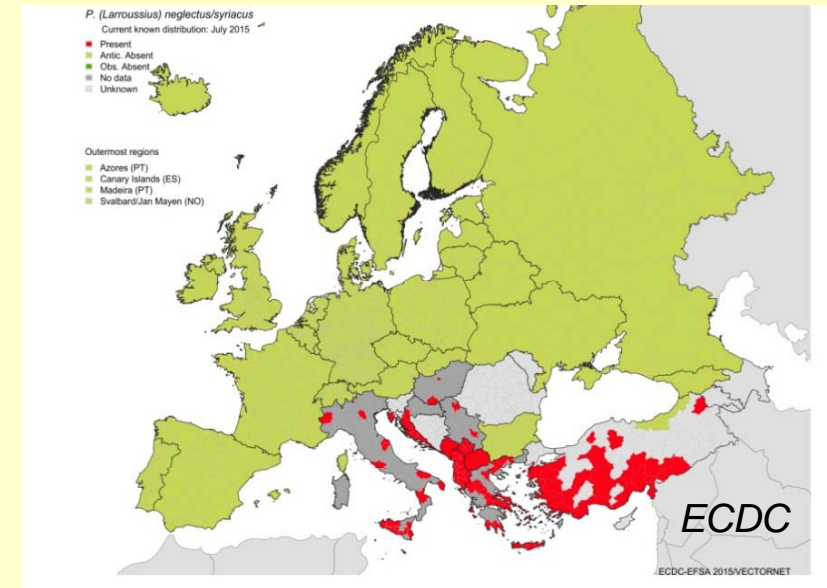 P. (Larroussius) neglectus/syriacus
Current known distribution: July 2015
Present
Antic. Absent
Obs. Absent
No data
Unknown
Outermost regions
Azores (PT)
Canary Islands (ES)
Madeira (PT)
Svalbard/Jan Mayen (NO)
ECDC
ECDC-EFSA 2015/VECTORNET